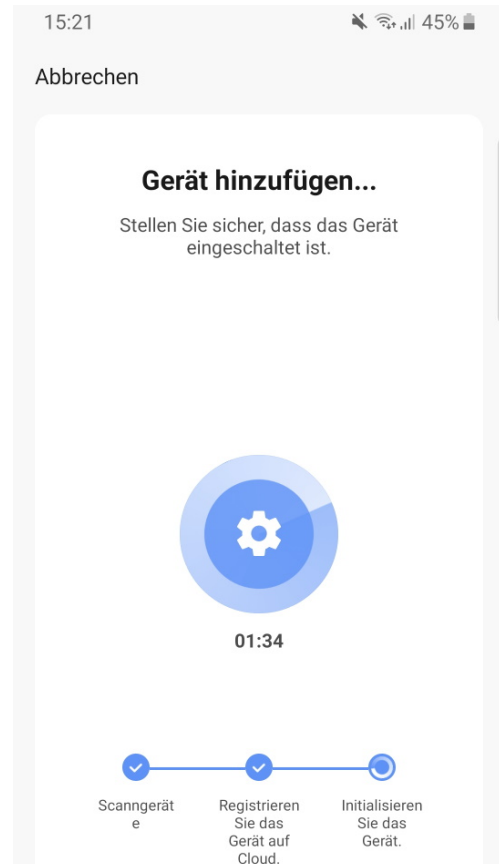 15:21 45%
Abbrechen
Gerät hinzufügen...
Stellen Sie sicher, dass das Gerät
eingeschaltet ist.
01:34
Scanngerät
e
Registrieren
Sie das
Gerät auf
Cloud.
Initialisieren
Sie das
Gerät.